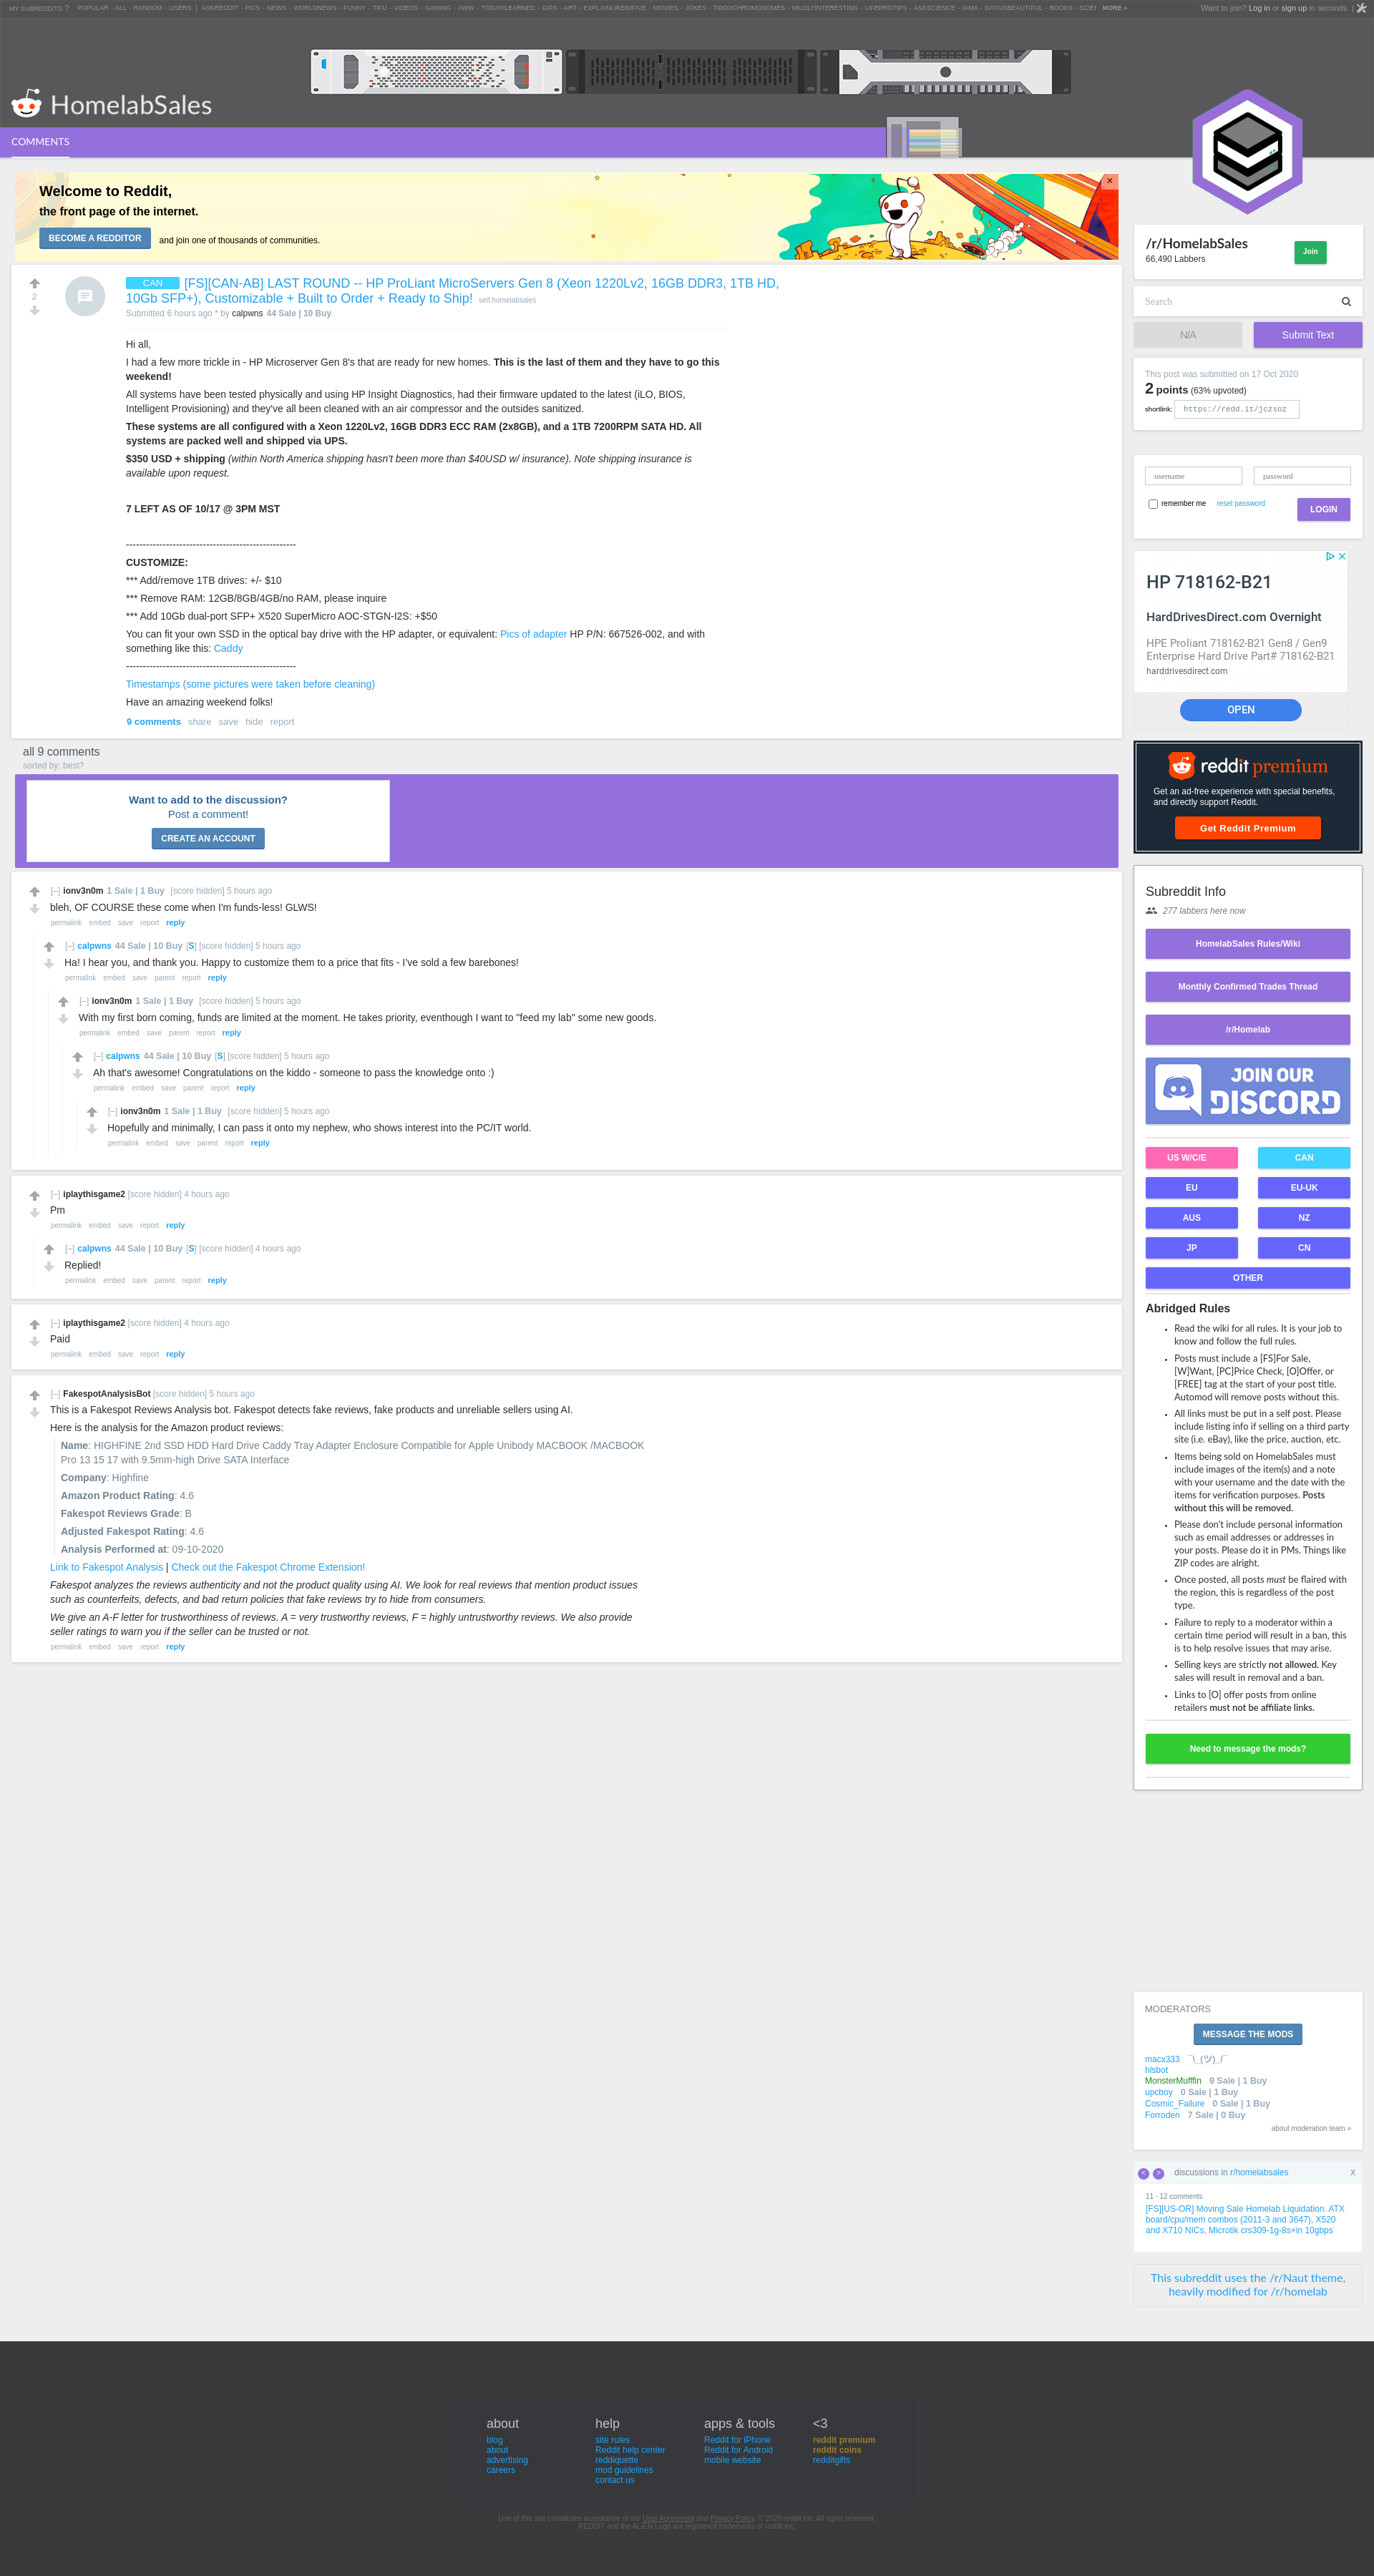 MY SUBREDDITS ? POPULAR - ALL - RANDOM - USERS | ASKREDDIT - PICS - NEWS - WORLDNEWS - FUNNY - TIFU - VIDEOS - GAMING - AWW - TODAYILEARNED - GIFS - ART - EXPLAINLIKEIMFIVE - MOVIES - JOKES - TWOXCHROMOSOMES - MILDLYINTERESTING - LIFEPROTIPS - ASKSCIENCE - IAMA - DATAISBEAUTIFUL - BOOKS - SCIE MORE »
Want to join? Log in or sign up in seconds. |
HomelabSales
COMMENTS
Welcome to Reddit,
the front page of the internet.
BECOME A REDDITOR and join one of thousands of communities.
×
2
CAN [FS][CAN-AB] LAST ROUND -- HP ProLiant MicroServers Gen 8 (Xeon 1220Lv2, 16GB DDR3, 1TB HD,
10Gb SFP+), Customizable + Built to Order + Ready to Ship! self.homelabsales
Submitted 6 hours ago * by calpwns 44 Sale | 10 Buy
Hi all,
I had a few more trickle in - HP Microserver Gen 8's that are ready for new homes. This is the last of them and they have to go this
weekend!
All systems have been tested physically and using HP Insight Diagnostics, had their firmware updated to the latest (iLO, BIOS,
Intelligent Provisioning) and they've all been cleaned with an air compressor and the outsides sanitized.
These systems are all configured with a Xeon 1220Lv2, 16GB DDR3 ECC RAM (2x8GB), and a 1TB 7200RPM SATA HD. All
systems are packed well and shipped via UPS.
$350 USD + shipping (within North America shipping hasn't been more than $40USD w/ insurance). Note shipping insurance is
available upon request.
7 LEFT AS OF 10/17 @ 3PM MST
---------------------------------------------------
CUSTOMIZE:
*** Add/remove 1TB drives: +/- $10
*** Remove RAM: 12GB/8GB/4GB/no RAM, please inquire
*** Add 10Gb dual-port SFP+ X520 SuperMicro AOC-STGN-I2S: +$50
You can fit your own SSD in the optical bay drive with the HP adapter, or equivalent: Pics of adapter HP P/N: 667526-002, and with
something like this: Caddy
---------------------------------------------------
Timestamps (some pictures were taken before cleaning)
Have an amazing weekend folks!
9 comments share save hide report
all 9 comments
sorted by: best?
Want to add to the discussion?
Post a comment!
CREATE AN ACCOUNT
[–] ionv3n0m 1 Sale | 1 Buy [score hidden] 5 hours ago
bleh, OF COURSE these come when I'm funds-less! GLWS!
permalink embed save report reply
[–] calpwns 44 Sale | 10 Buy [S] [score hidden] 5 hours ago
Ha! I hear you, and thank you. Happy to customize them to a price that fits - I've sold a few barebones!
permalink embed save parent report reply
[–] ionv3n0m 1 Sale | 1 Buy [score hidden] 5 hours ago
With my first born coming, funds are limited at the moment. He takes priority, eventhough I want to "feed my lab" some new goods.
permalink embed save parent report reply
[–] calpwns 44 Sale | 10 Buy [S] [score hidden] 5 hours ago
Ah that's awesome! Congratulations on the kiddo - someone to pass the knowledge onto :)
permalink embed save parent report reply
[–] ionv3n0m 1 Sale | 1 Buy [score hidden] 5 hours ago
Hopefully and minimally, I can pass it onto my nephew, who shows interest into the PC/IT world.
permalink embed save parent report reply
[–] iplaythisgame2 [score hidden] 4 hours ago
Pm
permalink embed save report reply
[–] calpwns 44 Sale | 10 Buy [S] [score hidden] 4 hours ago
Replied!
permalink embed save parent report reply
[–] iplaythisgame2 [score hidden] 4 hours ago
Paid
permalink embed save report reply
[–] FakespotAnalysisBot [score hidden] 5 hours ago
This is a Fakespot Reviews Analysis bot. Fakespot detects fake reviews, fake products and unreliable sellers using AI.
Here is the analysis for the Amazon product reviews:
Name: HIGHFINE 2nd SSD HDD Hard Drive Caddy Tray Adapter Enclosure Compatible for Apple Unibody MACBOOK /MACBOOK
Pro 13 15 17 with 9.5mm-high Drive SATA Interface
Company: Highfine
Amazon Product Rating: 4.6
Fakespot Reviews Grade: B
Adjusted Fakespot Rating: 4.6
Analysis Performed at: 09-10-2020
Link to Fakespot Analysis | Check out the Fakespot Chrome Extension!
Fakespot analyzes the reviews authenticity and not the product quality using AI. We look for real reviews that mention product issues
such as counterfeits, defects, and bad return policies that fake reviews try to hide from consumers.
We give an A-F letter for trustworthiness of reviews. A = very trustworthy reviews, F = highly untrustworthy reviews. We also provide
seller ratings to warn you if the seller can be trusted or not.
permalink embed save report reply
/r/HomelabSales
66,490 Labbers
Join
Search
N/A Submit Text
This post was submitted on 17 Oct 2020
2 points (63% upvoted)
shortlink: https://redd.it/jczsoz
username password
remember me reset password LOGIN
HP 718162-B21
HardDrivesDirect.com Overnight
HPE Proliant 718162-B21 Gen8 / Gen9
Enterprise Hard Drive Part# 718162-B21
harddrivesdirect.com
OPEN
reddit premium
Get an ad-free experience with special benefits,
and directly support Reddit.
Get Reddit Premium
Subreddit Info
277 labbers here now
HomelabSales Rules/Wiki
Monthly Confirmed Trades Thread
/r/Homelab
JOIN OUR
DISCORD
US W/C/E CAN
EU EU-UK
AUS NZ
JP CN
OTHER
Abridged Rules
• Read the wiki for all rules. It is your job to
know and follow the full rules.
• Posts must include a [FS]For Sale,
[W]Want, [PC]Price Check, [O]Offer, or
[FREE] tag at the start of your post title.
Automod will remove posts without this.
• All links must be put in a self post. Please
include listing info if selling on a third party
site (i.e. eBay), like the price, auction, etc.
• Items being sold on HomelabSales must
include images of the item(s) and a note
with your username and the date with the
items for verification purposes. Posts
without this will be removed.
• Please don't include personal information
such as email addresses or addresses in
your posts. Please do it in PMs. Things like
ZIP codes are alright.
• Once posted, all posts must be flaired with
the region, this is regardless of the post
type.
• Failure to reply to a moderator within a
certain time period will result in a ban, this
is to help resolve issues that may arise.
• Selling keys are strictly not allowed. Key
sales will result in removal and a ban.
• Links to [O] offer posts from online
retailers must not be affiliate links.
Need to message the mods?
MODERATORS
MESSAGE THE MODS
macx333 ¯\_(ツ)_/¯
hlsbot
MonsterMufffin 9 Sale | 1 Buy
upcboy 0 Sale | 1 Buy
Cosmic_Failure 0 Sale | 1 Buy
Forroden 7 Sale | 0 Buy
about moderation team »
< > discussions in r/homelabsales X
11 · 12 comments
[FS][US-OR] Moving Sale Homelab Liquidation. ATX
board/cpu/mem combos (2011-3 and 3647), X520
and X710 NICs, Microtik crs309-1g-8s+in 10gbps
This subreddit uses the /r/Naut theme,
heavily modified for /r/homelab
about
blog
about
advertising
careers
help
site rules
Reddit help center
reddiquette
mod guidelines
contact us
apps & tools
Reddit for iPhone
Reddit for Android
mobile website
<3
reddit premium
reddit coins
redditgifts
Use of this site constitutes acceptance of our User Agreement and Privacy Policy. © 2020 reddit inc. All rights reserved.
REDDIT and the ALIEN Logo are registered trademarks of reddit inc.